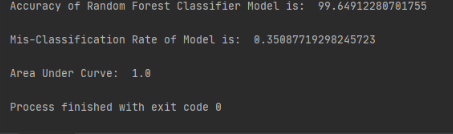 Accuracy of Random Forest Classifier Model is:  99.64912280701755
Mis-Classification Rate of Model is:  0.35087719298245723
Area Under Curve:  1.0
Process finished with exit code 0